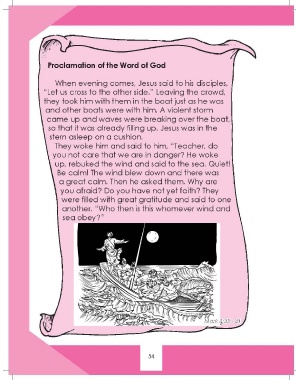 Proclamation of the Word of God
When evening comes, Jesus said to his disciples,
“Let us cross to the other side.” Leaving the crowd,
they took him with them in the boat just as he was
and other boats were with him. A violent storm
came up and waves were breaking over the boat,
so that it was already filling up. Jesus was in the
stern asleep on a cushion.
They woke him and said to him, “Teacher, do
you not care that we are in danger? He woke
up, rebuked the wind and said to the sea. Quiet!
Be calm! The wind blew down and there was
a great calm. Then he asked them. Why are
you afraid? Do you have not yet faith? They
were filled with great gratitude and said to one
another. “Who then is this whomever wind and
sea obey?”
Mark 4:35-
54